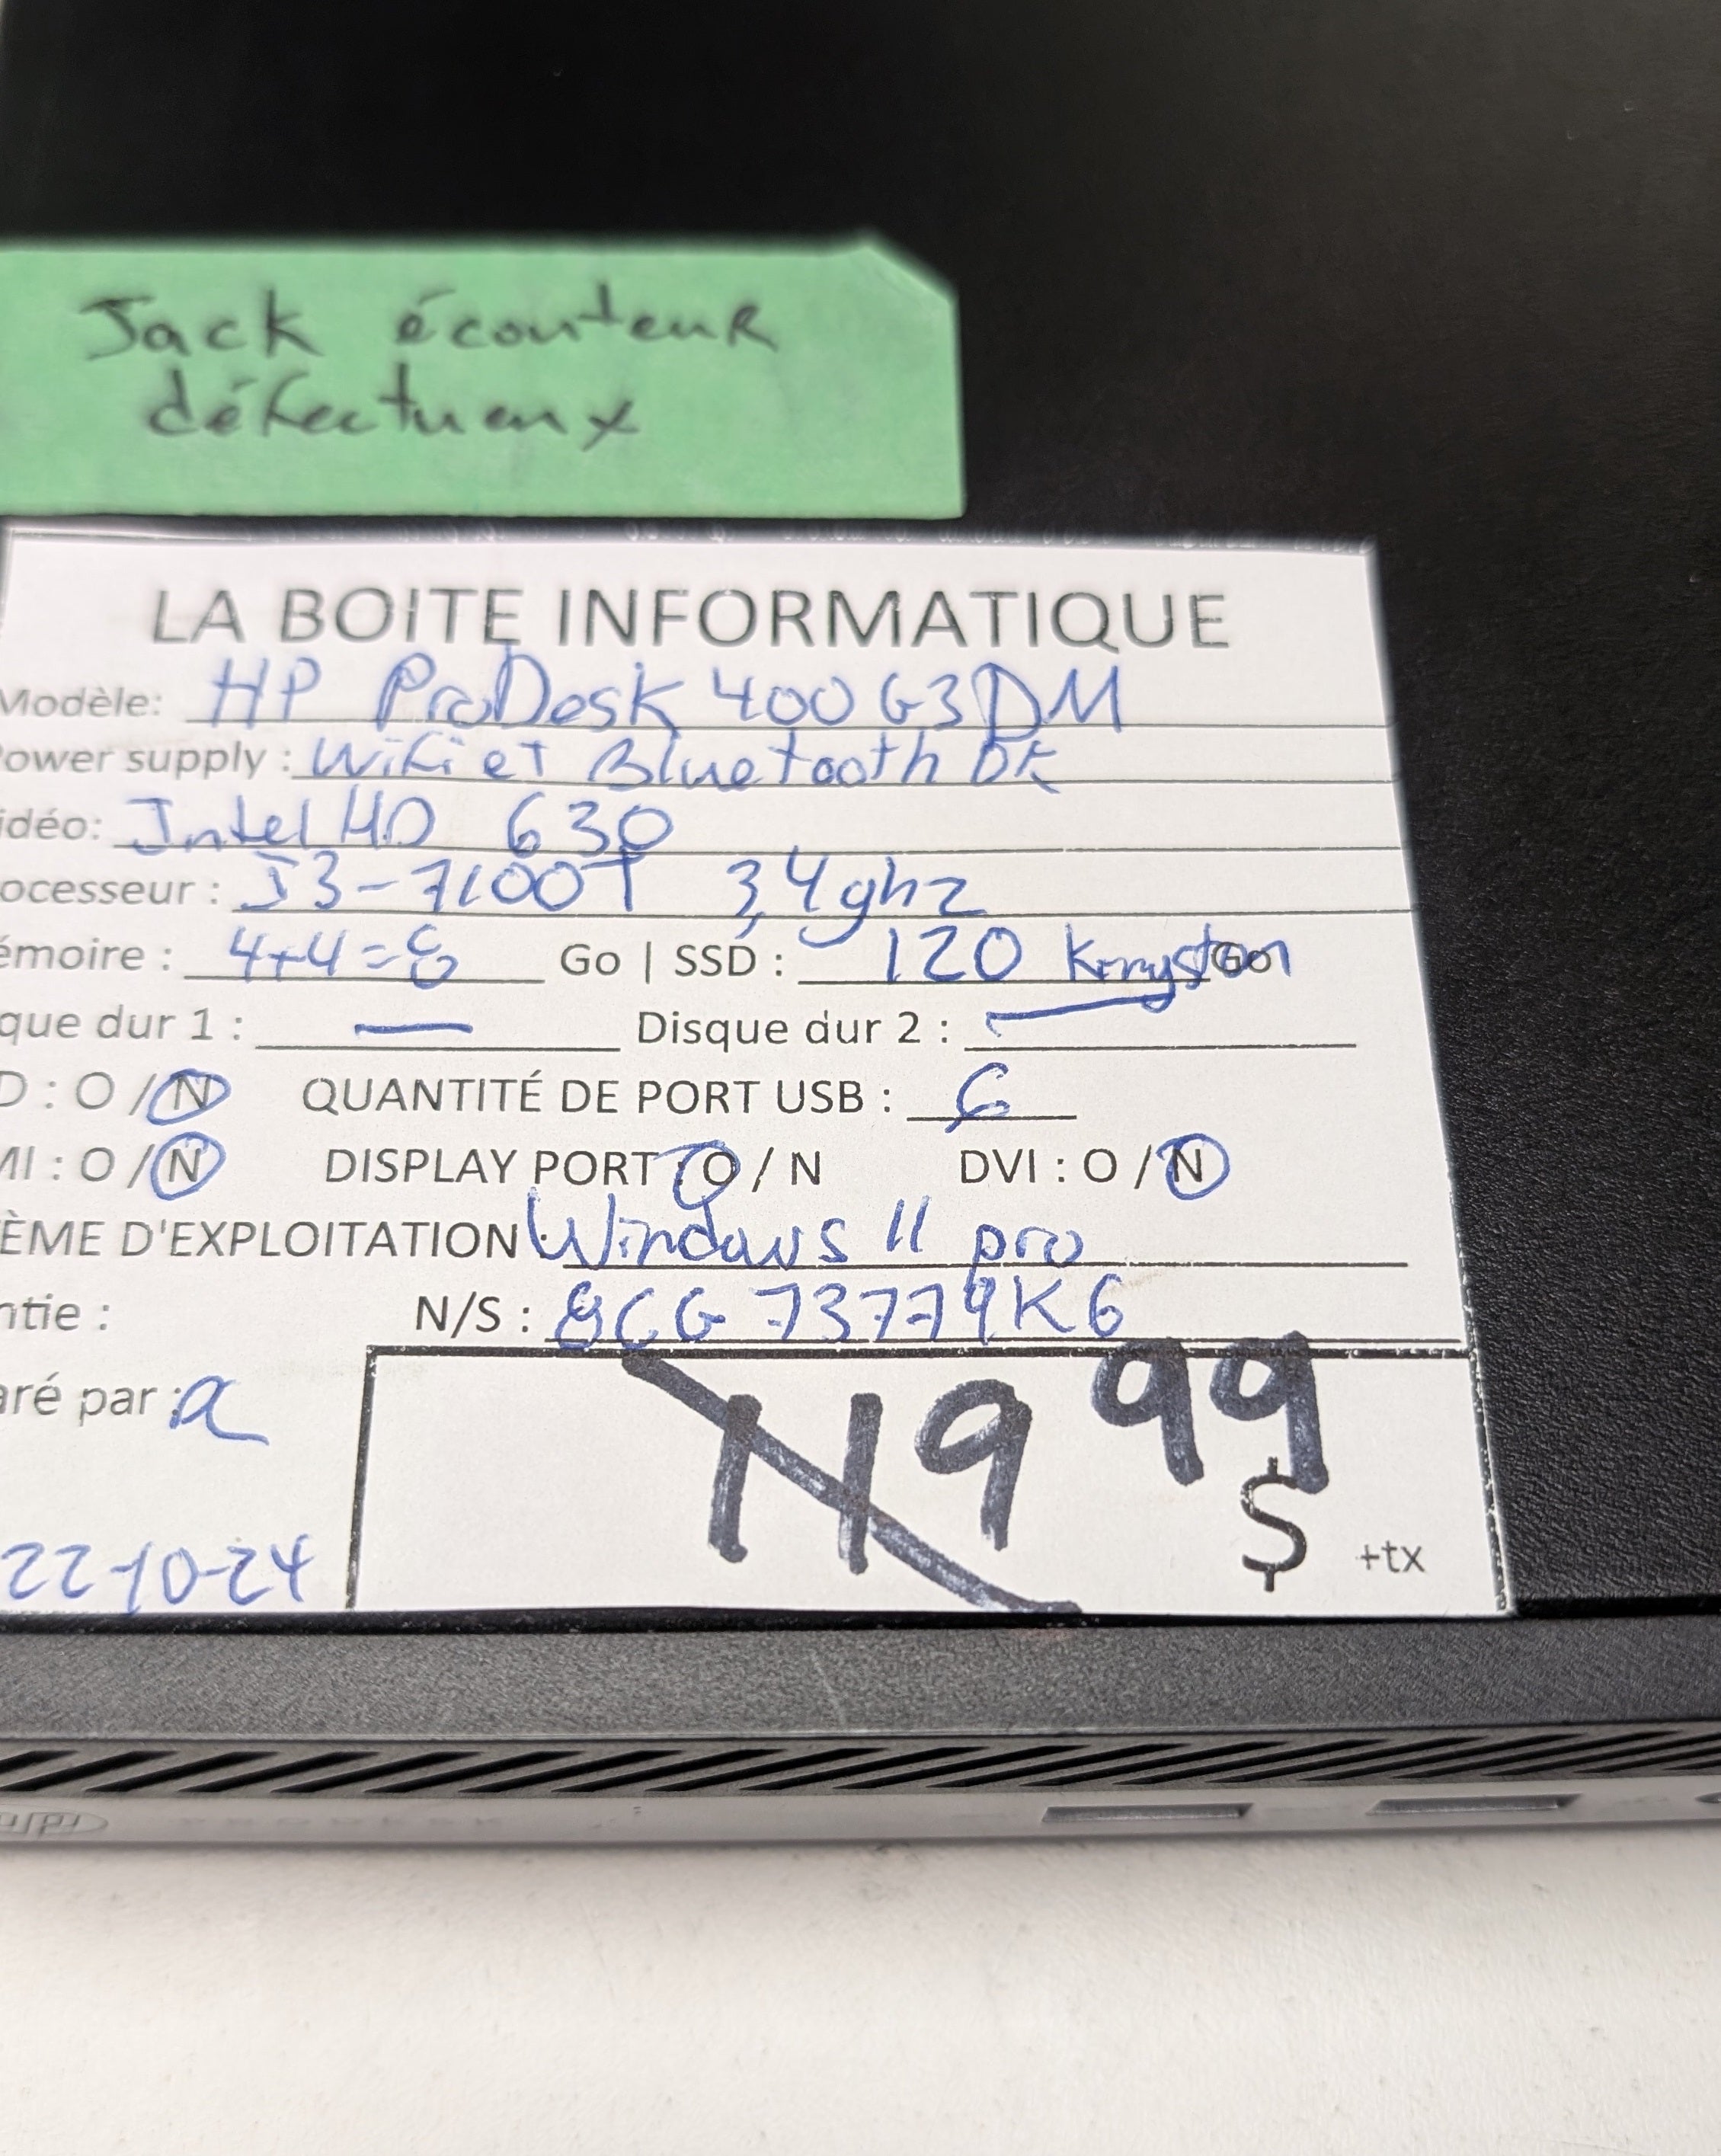 Jack écouteur
défectueux
LA BOITE INFORMATIQUE
Modèle: HP ProDesk 400 G3 DM
ower supply : Wifi et Bluetooth OK
idéo: Intel HD 630
ocesseur : I3-7100T 3,4ghz
émoire : 4+4=8 Go | SSD : 120 Kingston Go
que dur 1 : — Disque dur 2 : —
D : O / N QUANTITÉ DE PORT USB : 6
MI : O / N DISPLAY PORT : O / N DVI : O / N
ÈME D'EXPLOITATION : Windows 11 pro
ntie : N/S : 8CG73779K6
aré par : a
119 99 $ +tx
22-10-24
hp